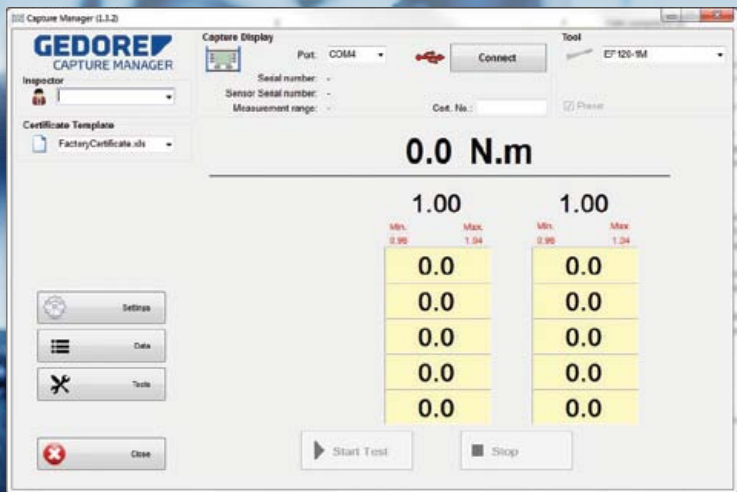 Capture Manager (1.3.2)
GEDORE
CAPTURE MANAGER
Inspector
Certificate Template
FactoryCertificate.xls
Capture Display
Port: COM4
Connect
Serial number: -
Sensor Serial number: -
Measurement range: -
Cert. No.:
Tool
Preset
0.0 N.m
1.00 1.00
Min. Max. Min. Max
0.96 1.04 0.96 1.04
0.0 0.0
0.0 0.0
0.0 0.0
0.0 0.0
0.0 0.0
Settings
Data
Tools
Close
Start Test
Stop